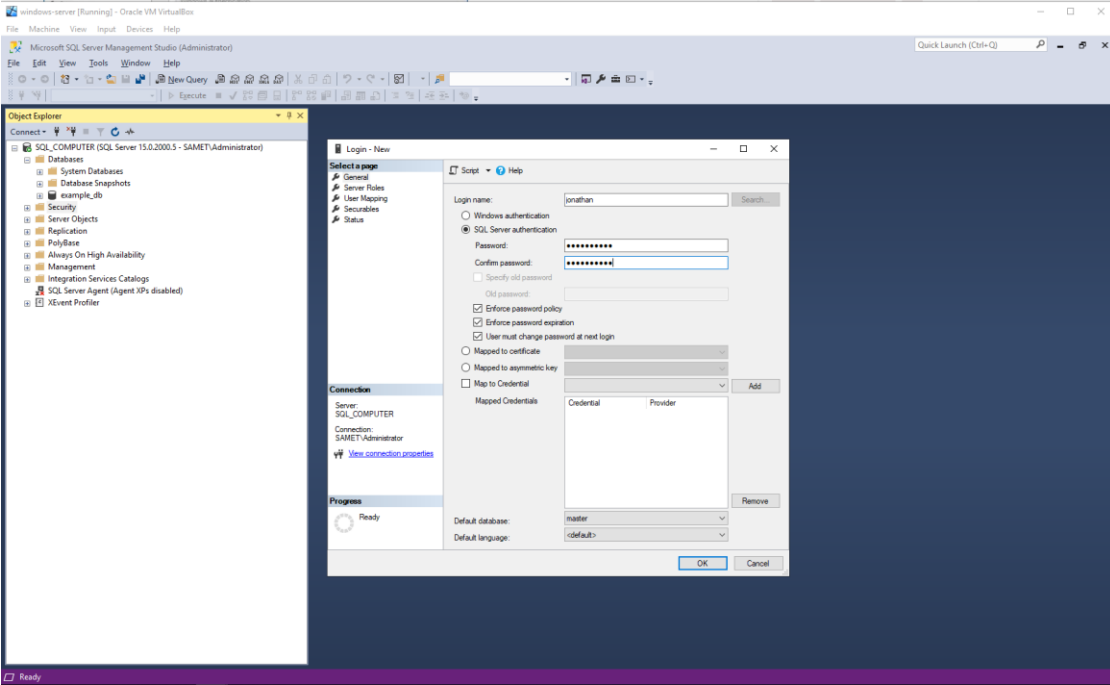 windows-server [Running] - Oracle VM VirtualBox
File Machine View Input Devices Help
Microsoft SQL Server Management Studio (Administrator)
Quick Launch (Ctrl+Q)
File Edit View Tools Window Help
New Query
Execute
Object Explorer
Connect
SQL_COMPUTER (SQL Server 15.0.2000.5 - SAMET\Administrator)
Databases
System Databases
Database Snapshots
example_db
Security
Server Objects
Replication
PolyBase
Always On High Availability
Management
Integration Services Catalogs
SQL Server Agent (Agent XPs disabled)
XEvent Profiler
Login - New
Select a page
General
Server Roles
User Mapping
Securables
Status
Script Help
Login name: jonathan Search...
Windows authentication
SQL Server authentication
Password: ●●●●●●●●●●
Confirm password: ●●●●●●●●●●
Specify old password
Old password:
Enforce password policy
Enforce password expiration
User must change password at next login
Mapped to certificate
Mapped to asymmetric key
Map to Credential Add
Mapped Credentials Credential Provider
Remove
Default database: master
Default language: <default>
Connection
Server:
SQL_COMPUTER
Connection:
SAMET\Administrator
View connection properties
Progress
Ready
OK Cancel
Ready